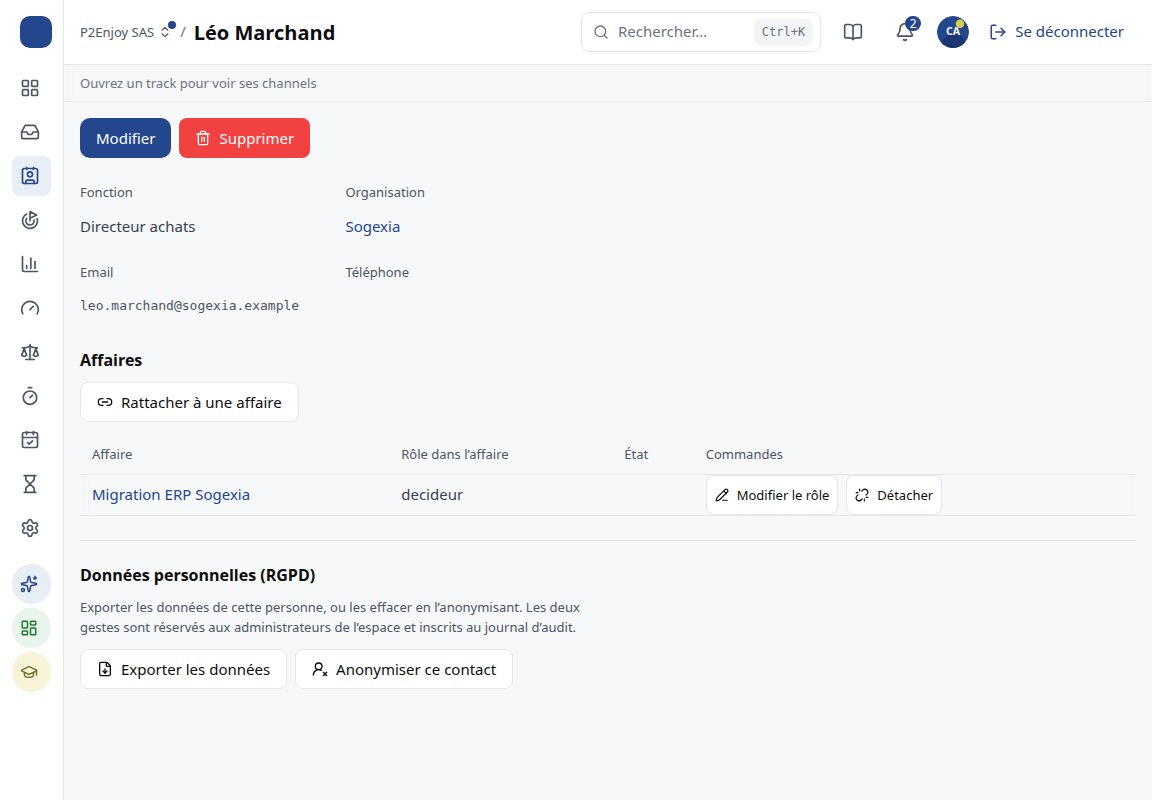 P2Enjoy SAS / Léo Marchand
Rechercher... Ctrl+K
2
CA
Se déconnecter
Ouvrez un track pour voir ses channels
Modifier
Supprimer
Fonction
Organisation
Directeur achats
Sogexia
Email
Téléphone
leo.marchand@sogexia.example
Affaires
Rattacher à une affaire
Affaire
Rôle dans l'affaire
État
Commandes
Migration ERP Sogexia
decideur
Modifier le rôle
Détacher
Données personnelles (RGPD)
Exporter les données de cette personne, ou les effacer en l'anonymisant. Les deux
gestes sont réservés aux administrateurs de l'espace et inscrits au journal d'audit.
Exporter les données
Anonymiser ce contact